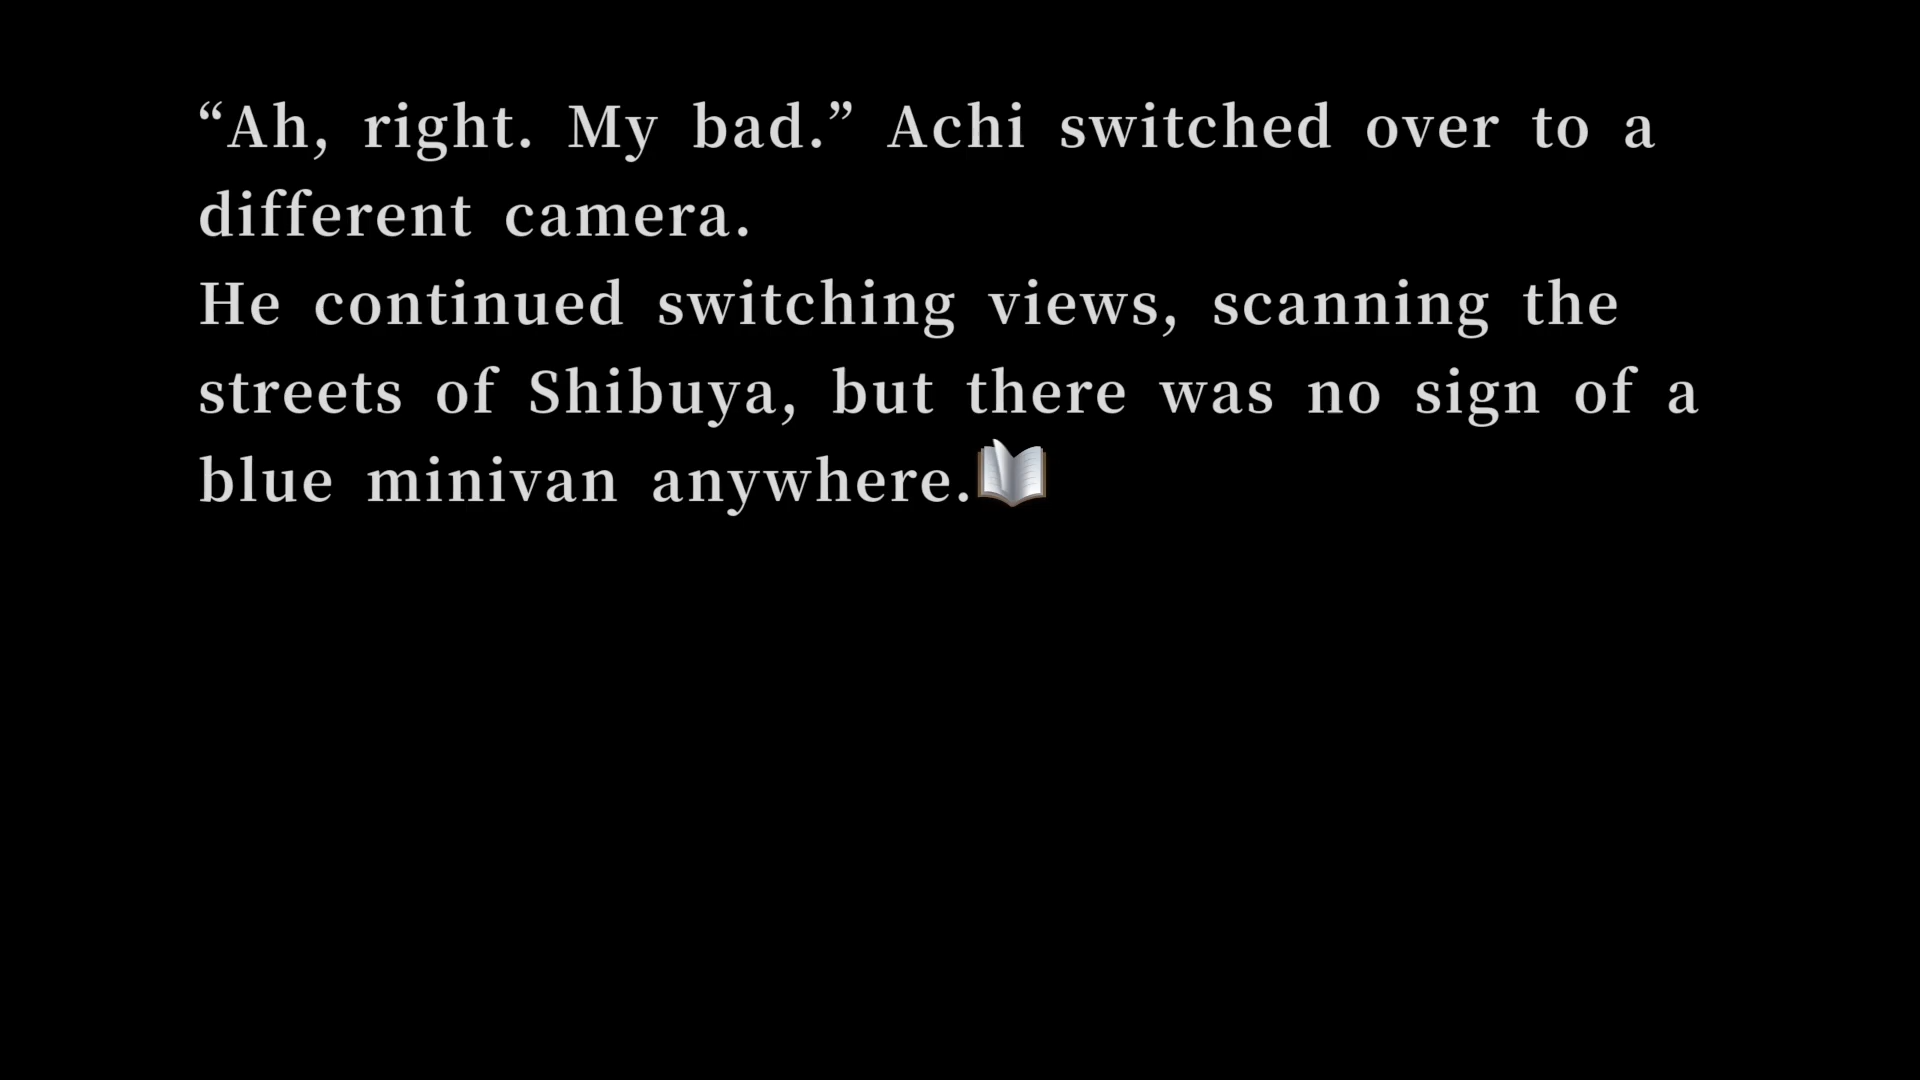 “Ah, right. My bad.” Achi switched over to a
different camera.
He continued switching views, scanning the
streets of Shibuya, but there was no sign of a
blue minivan anywhere.